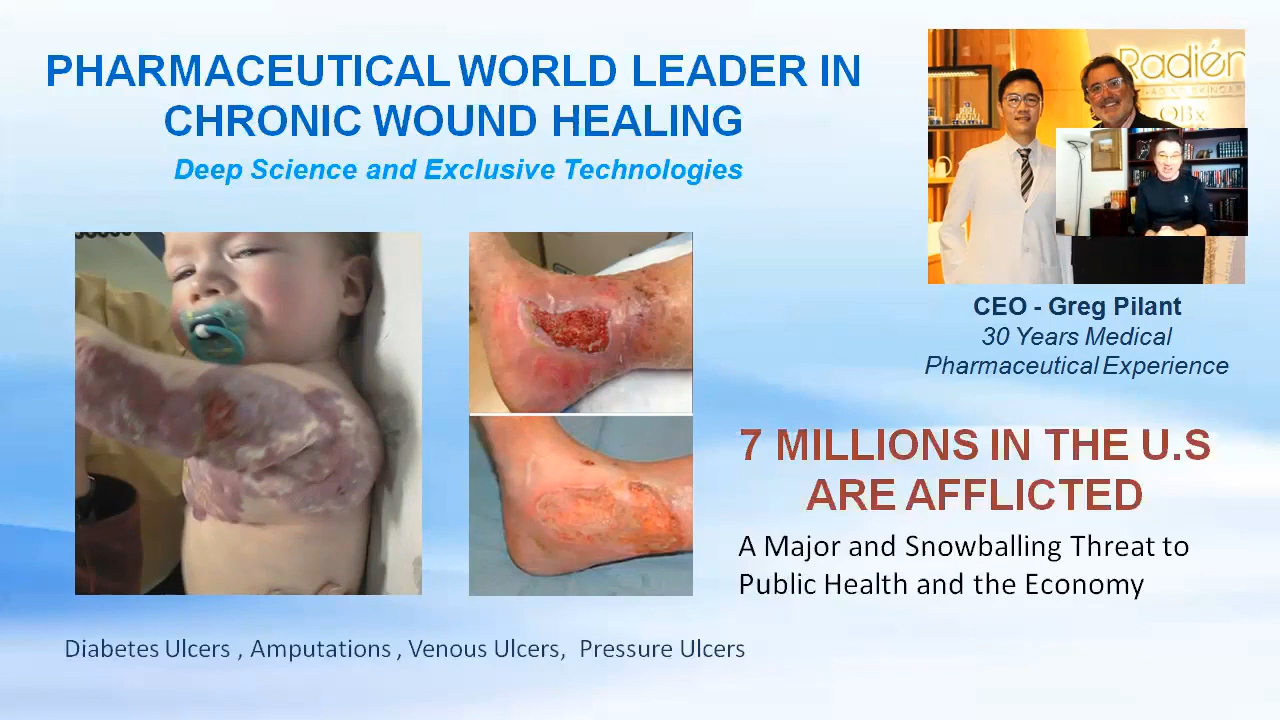 PHARMACEUTICAL WORLD LEADER IN
CHRONIC WOUND HEALING
Deep Science and Exclusive Technologies
Radién
CEO - Greg Pilant
30 Years Medical
Pharmaceutical Experience
7 MILLIONS IN THE U.S
ARE AFFLICTED
A Major and Snowballing Threat to
Public Health and the Economy
Diabetes Ulcers , Amputations , Venous Ulcers, Pressure Ulcers